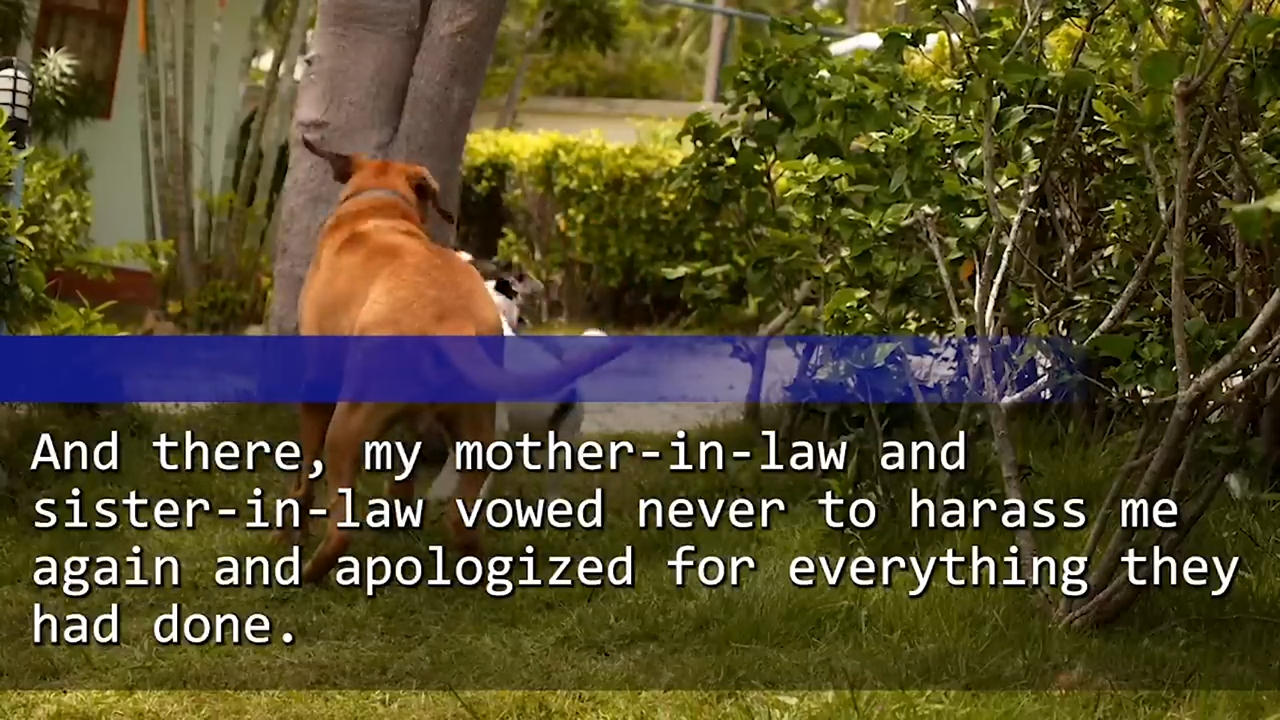 And there, my mother-in-law and
sister-in-law vowed never to harass me
again and apologized for everything they
had done.